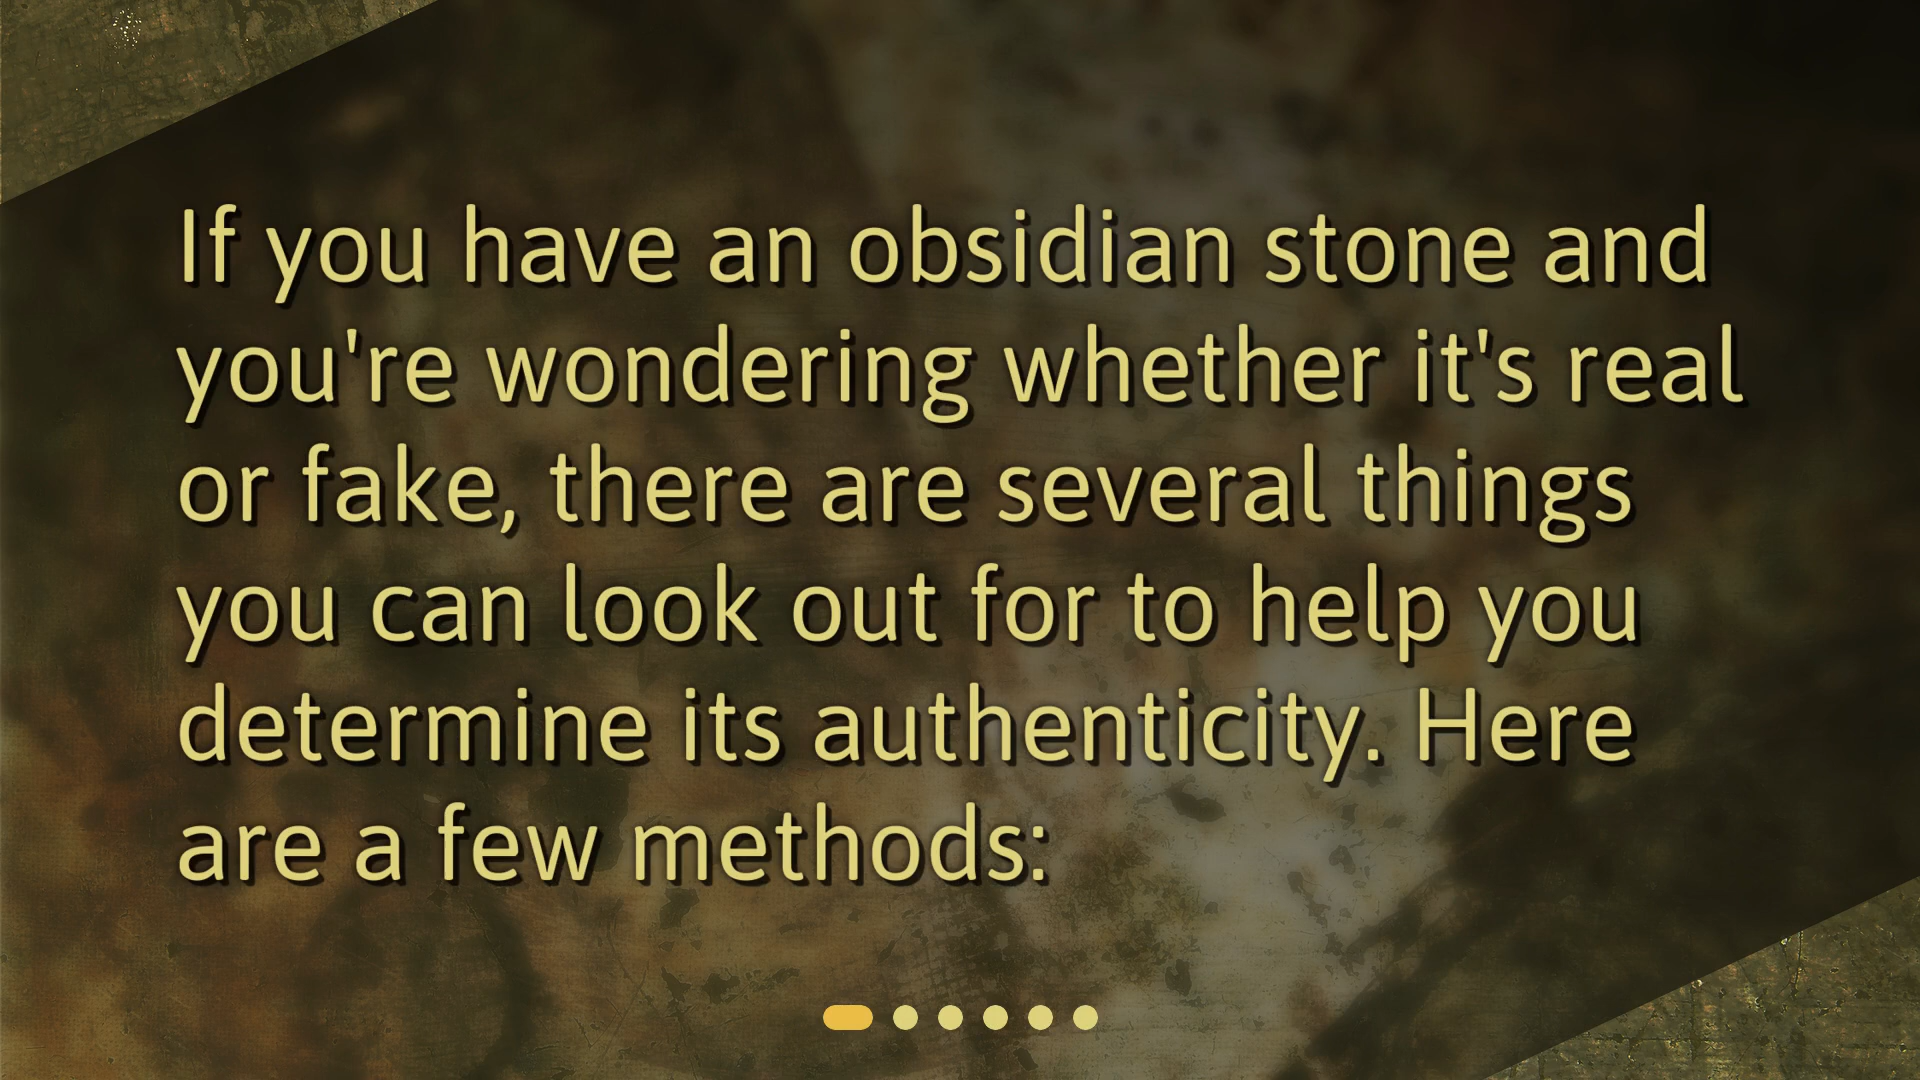 If you have an obsidian stone and
you're wondering whether it's real
or fake, there are several things
you can look out for to help you
determine its authenticity. Here
are a few methods: